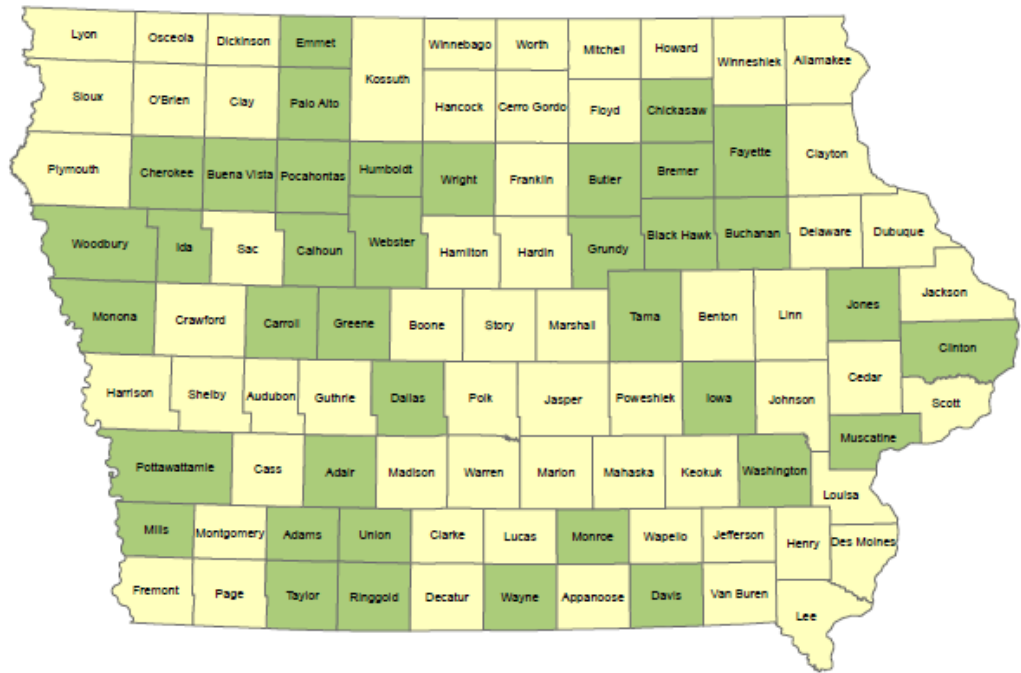 Lyon
Osceola
Dickinson
Emmet
Kossuth
Winnebago
Worth
Mitchell
Howard
Winneshiek
Allamakee
Sioux
O'Brien
Clay
Palo Alto
Hancock
Cerro Gordo
Floyd
Chickasaw
Plymouth
Cherokee
Buena Vista
Pocahontas
Humboldt
Wright
Franklin
Butler
Bremer
Fayette
Clayton
Woodbury
Ida
Sac
Calhoun
Webster
Hamilton
Hardin
Grundy
Black Hawk
Buchanan
Delaware
Dubuque
Monona
Crawford
Carroll
Greene
Boone
Story
Marshall
Tama
Benton
Linn
Jones
Jackson
Clinton
Harrison
Shelby
Audubon
Guthrie
Dallas
Polk
Jasper
Poweshiek
Iowa
Johnson
Cedar
Scott
Muscatine
Pottawattamie
Cass
Adair
Madison
Warren
Marion
Mahaska
Keokuk
Washington
Louisa
Mills
Montgomery
Adams
Union
Clarke
Lucas
Monroe
Wapello
Jefferson
Henry
Des Moines
Fremont
Page
Taylor
Ringgold
Decatur
Wayne
Appanoose
Davis
Van Buren
Lee